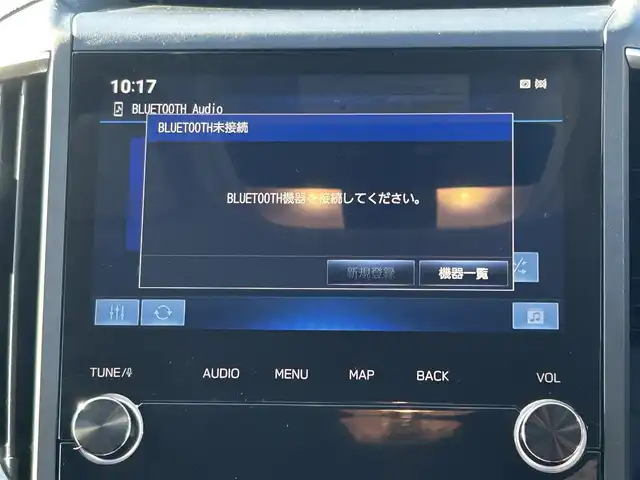 10:17
BLUETOOTH Audio
BLUETOOTH未接続
BLUETOOTH機器を接続してください。
新規登録 機器一覧
TUNE/ AUDIO MENU MAP BACK VOL